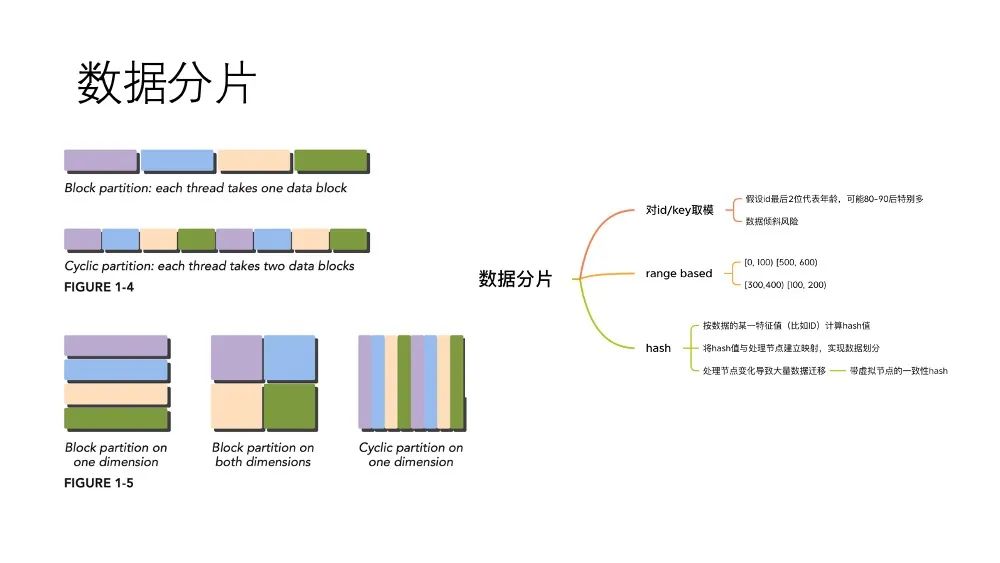 数据分片
Block partition: each thread takes one data block
Cyclic partition: each thread takes two data blocks
FIGURE 1-4
Block partition on
one dimension
Block partition on
both dimensions
Cyclic partition on
one dimension
FIGURE 1-5
数据分片
对id/key取模
假设id最后2位代表年龄，可能80-90后特别多
数据倾斜风险
range based
[0, 100) [500, 600)
[300,400) [100, 200)
hash
按数据的某一特征值（比如ID）计算hash值
将hash值与处理节点建立映射，实现数据划分
处理节点变化导致大量数据迁移
带虚拟节点的一致性hash